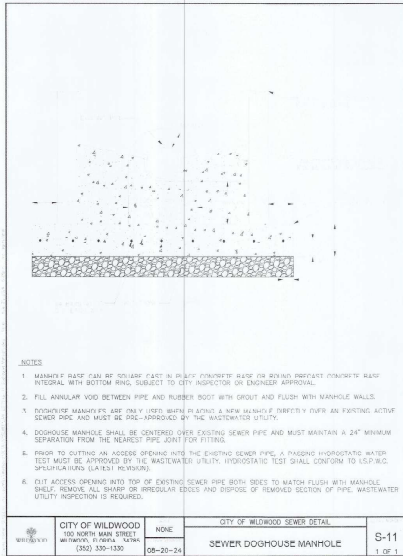 NOTES
1. MANHOLE BASE CAN BE SQUARE CAST IN PLACE CONCRETE BASE OR ROUND PRECAST CONCRETE BASE
INTEGRAL WITH BOTTOM RING, SUBJECT TO CITY INSPECTOR OR ENGINEER APPROVAL.
2. FILL ANNULAR VOID BETWEEN PIPE AND RUBBER BOOT WITH GROUT AND FLUSH WITH MANHOLE WALLS.
3. DOGHOUSE MANHOLES ARE ONLY USED WHEN PLACING A NEW MANHOLE DIRECTLY OVER AN EXISTING ACTIVE
SEWER PIPE AND MUST BE PRE-APPROVED BY THE WASTEWATER UTILITY.
4. DOGHOUSE MANHOLE SHALL BE CENTERED OVER EXISTING SEWER PIPE AND MUST MAINTAIN A 24" MINIMUM
SEPARATION FROM THE NEAREST PIPE JOINT FOR FITTING.
5. PRIOR TO CUTTING AN ACCESS OPENING INTO THE EXISTING SEWER PIPE, A PASSING HYDROSTATIC WATER
TEST MUST BE APPROVED BY THE WASTEWATER UTILITY. HYDROSTATIC TEST SHALL CONFORM TO I.S.P.W.C.
SPECIFICATIONS (LATEST REVISION).
6. CUT ACCESS OPENING INTO TOP OF EXISTING SEWER PIPE BOTH SIDES TO MATCH FLUSH WITH MANHOLE
SHELF. REMOVE ALL SHARP OR IRREGULAR EDGES AND DISPOSE OF REMOVED SECTION OF PIPE. WASTEWATER
UTILITY INSPECTION IS REQUIRED.
CITY OF WILDWOOD
100 NORTH MAIN STREET
WILDWOOD, FLORIDA 34785
(352) 330-1330
NONE
08-20-24
CITY OF WILDWOOD SEWER DETAIL
SEWER DOGHOUSE MANHOLE
S-11
1 OF 1